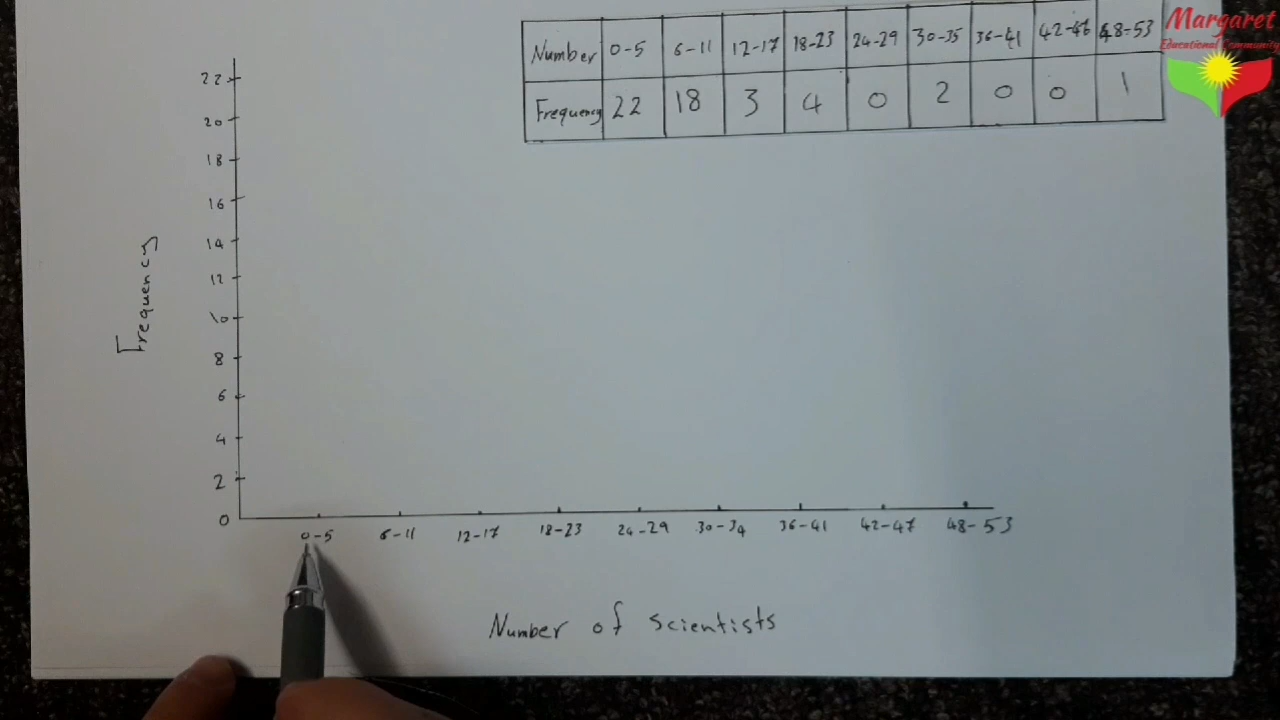 Margaret
Educational Community
Number 0-5 6-11 12-17 18-23 24-29 30-35 36-41 42-46 48-53
Frequency 22 18 3 4 0 2 0 0 1
22
20
18
16
14
12
10
8
6
4
2
0
Frequency
0-5 6-11 12-17 18-23 24-29 30-34 36-41 42-47 48-53
Number of scientists